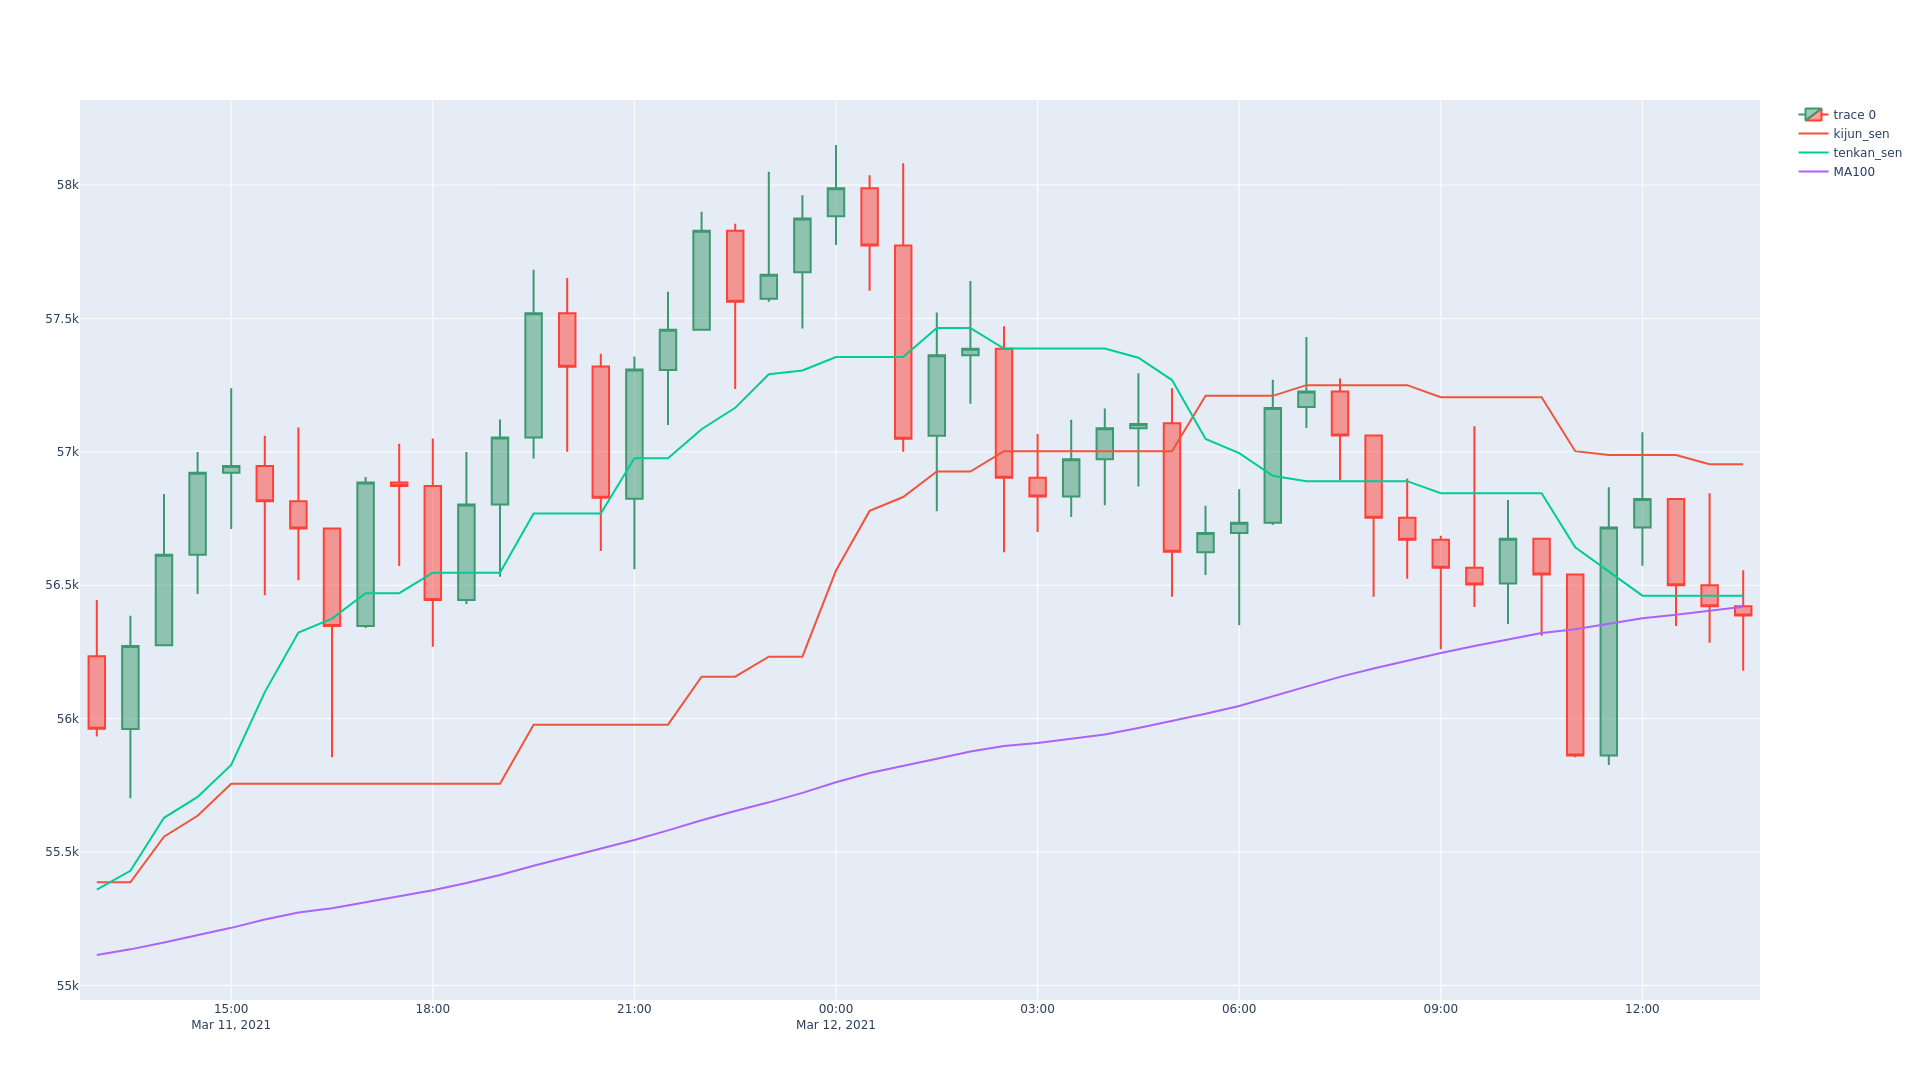 trace 0
kijun_sen
tenkan_sen
MA100
58k
57.5k
57k
56.5k
56k
55.5k
55k
15:00 18:00 21:00 00:00 03:00 06:00 09:00 12:00
Mar 11, 2021 Mar 12, 2021